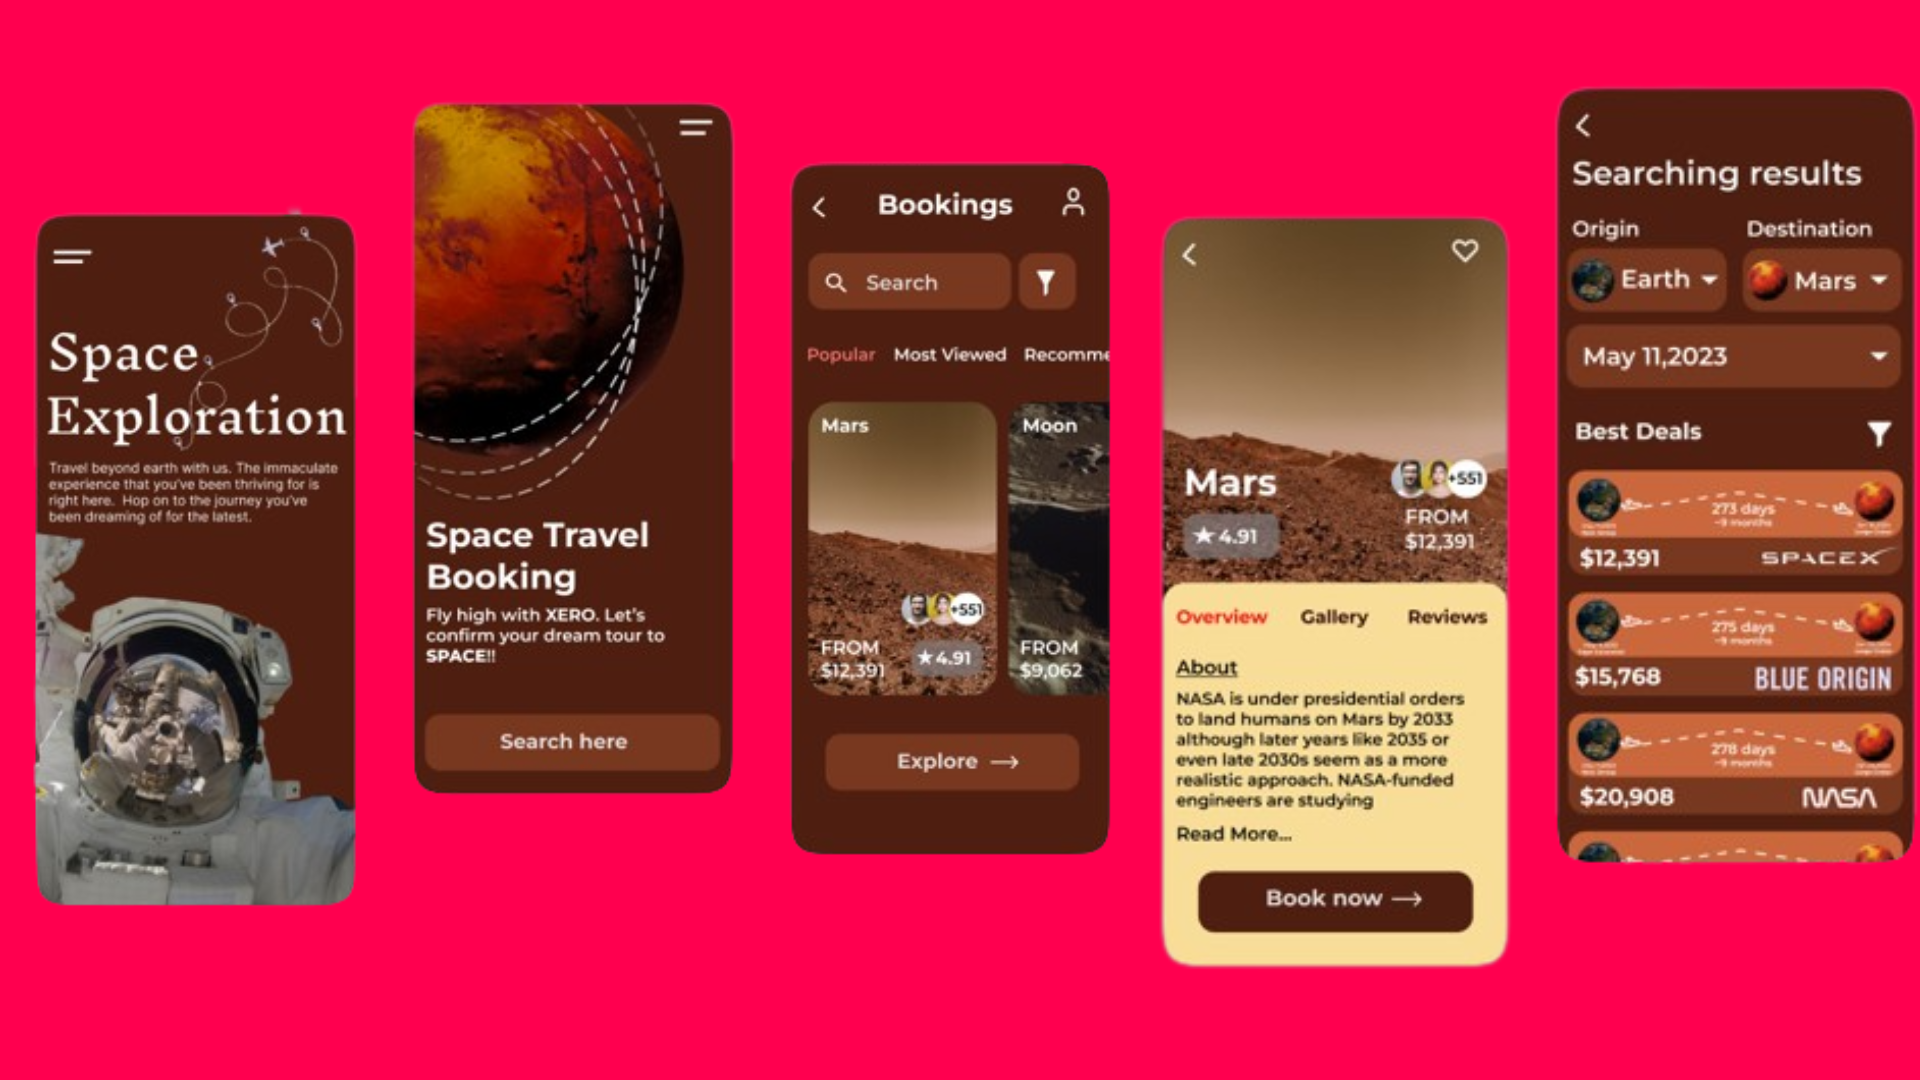 Space
Exploration
Travel beyond earth with us. The immaculate
experience that you've been thriving for is
right here. Hop on to the journey you've
been dreaming of for the latest.
Space Travel
Booking
Fly high with XERO. Let's
confirm your dream tour to
SPACE!!
Search here
Bookings
Search
Popular Most Viewed Recomme
Mars
Moon
+551
FROM
$12,391
4.91
FROM
$9,062
Explore
Mars
+551
4.91
FROM
$12,391
Overview Gallery Reviews
About
NASA is under presidential orders
to land humans on Mars by 2033
although later years like 2035 or
even late 2030s seem as a more
realistic approach. NASA-funded
engineers are studying
Read More...
Book now
Searching results
Origin Destination
Earth Mars
May 11,2023
Best Deals
273 days
~9 months
$12,391 SPACEX
275 days
~9 months
$15,768 BLUE ORIGIN
278 days
~9 months
$20,908 NASA